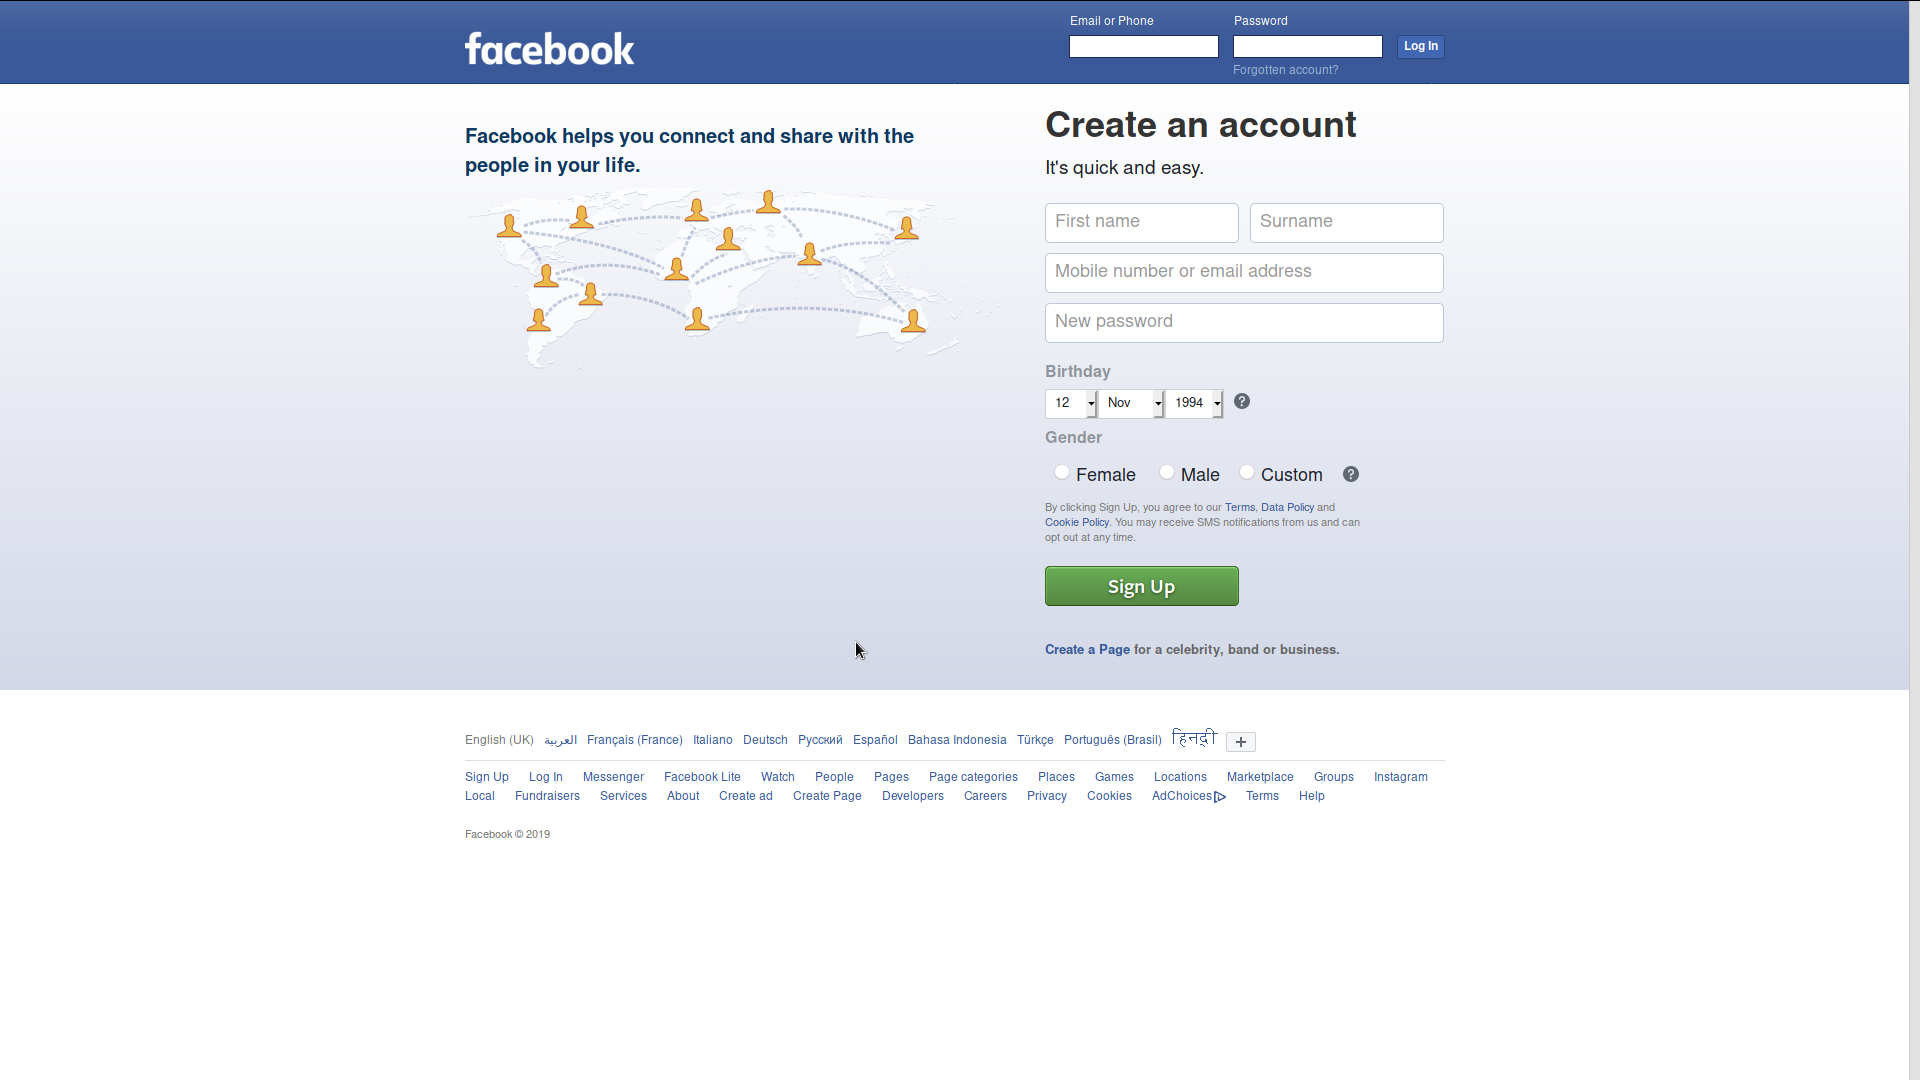 facebook
Email or Phone
Password
Log In
Forgotten account?
Facebook helps you connect and share with the
people in your life.
Create an account
It's quick and easy.
First name
Surname
Mobile number or email address
New password
Birthday
12
Nov
1994
?
Gender
Female
Male
Custom
?
By clicking Sign Up, you agree to our Terms, Data Policy and
Cookie Policy. You may receive SMS notifications from us and can
opt out at any time.
Sign Up
Create a Page for a celebrity, band or business.
English (UK) العربية Français (France) Italiano Deutsch Русский Español Bahasa Indonesia Türkçe Português (Brasil) हिन्दी +
Sign Up Log In Messenger Facebook Lite Watch People Pages Page categories Places Games Locations Marketplace Groups Instagram
Local Fundraisers Services About Create ad Create Page Developers Careers Privacy Cookies AdChoices Terms Help
Facebook © 2019